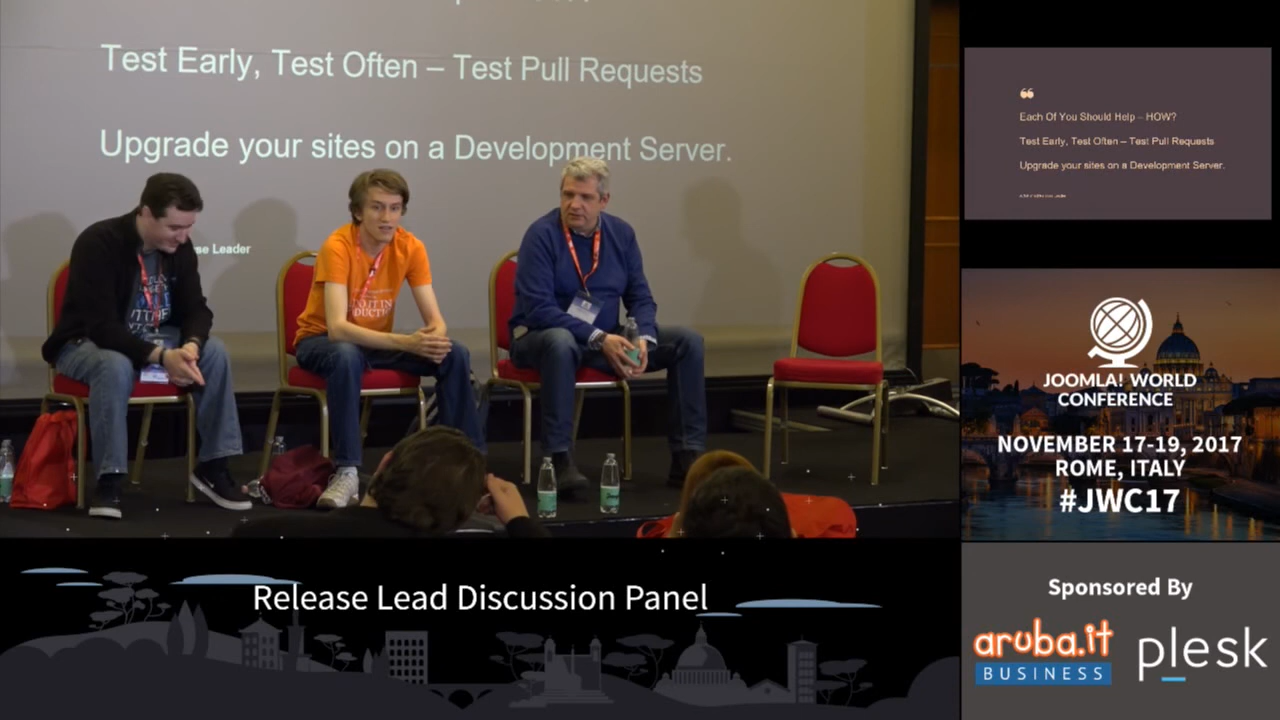 Test Early, Test Often – Test Pull Requests
Upgrade your sites on a Development Server.
se Leader
Each Of You Should Help – HOW?
Test Early, Test Often – Test Pull Requests
Upgrade your sites on a Development Server.
JOOMLA! WORLD
CONFERENCE
NOVEMBER 17-19, 2017
ROME, ITALY
#JWC17
Release Lead Discussion Panel
Sponsored By
aruba.it
BUSINESS
plesk